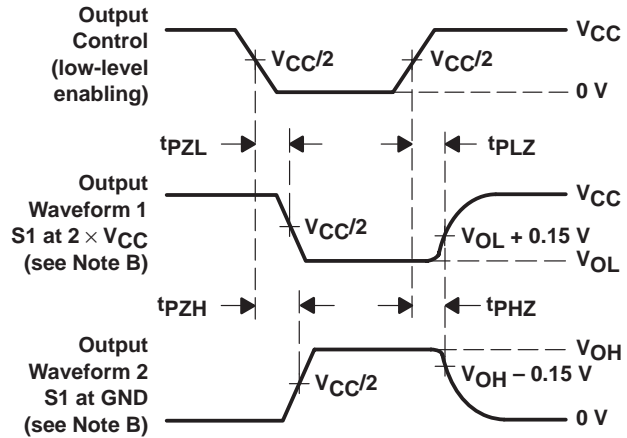 Output
Control
(low-level
enabling)
VCC/2
VCC/2
VCC
0 V
tPZL
tPLZ
Output
Waveform 1
S1 at 2 × VCC
(see Note B)
VCC/2
VCC
VOL + 0.15 V
VOL
tPZH
tPHZ
Output
Waveform 2
S1 at GND
(see Note B)
VCC/2
VOH
VOH – 0.15 V
0 V